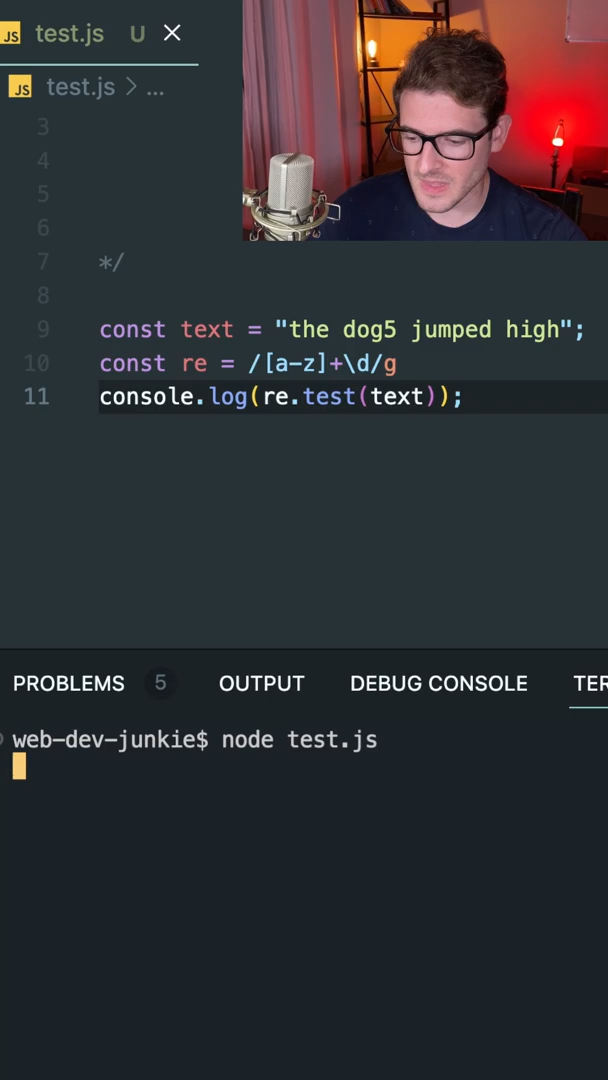 JS test.js U ×
JS test.js > ...
3
4
5
6
7 */
8
9 const text = "the dog5 jumped high";
10 const re = /[a-z]+\d/g
11 console.log(re.test(text));
PROBLEMS 5 OUTPUT DEBUG CONSOLE TER
web-dev-junkie$ node test.js